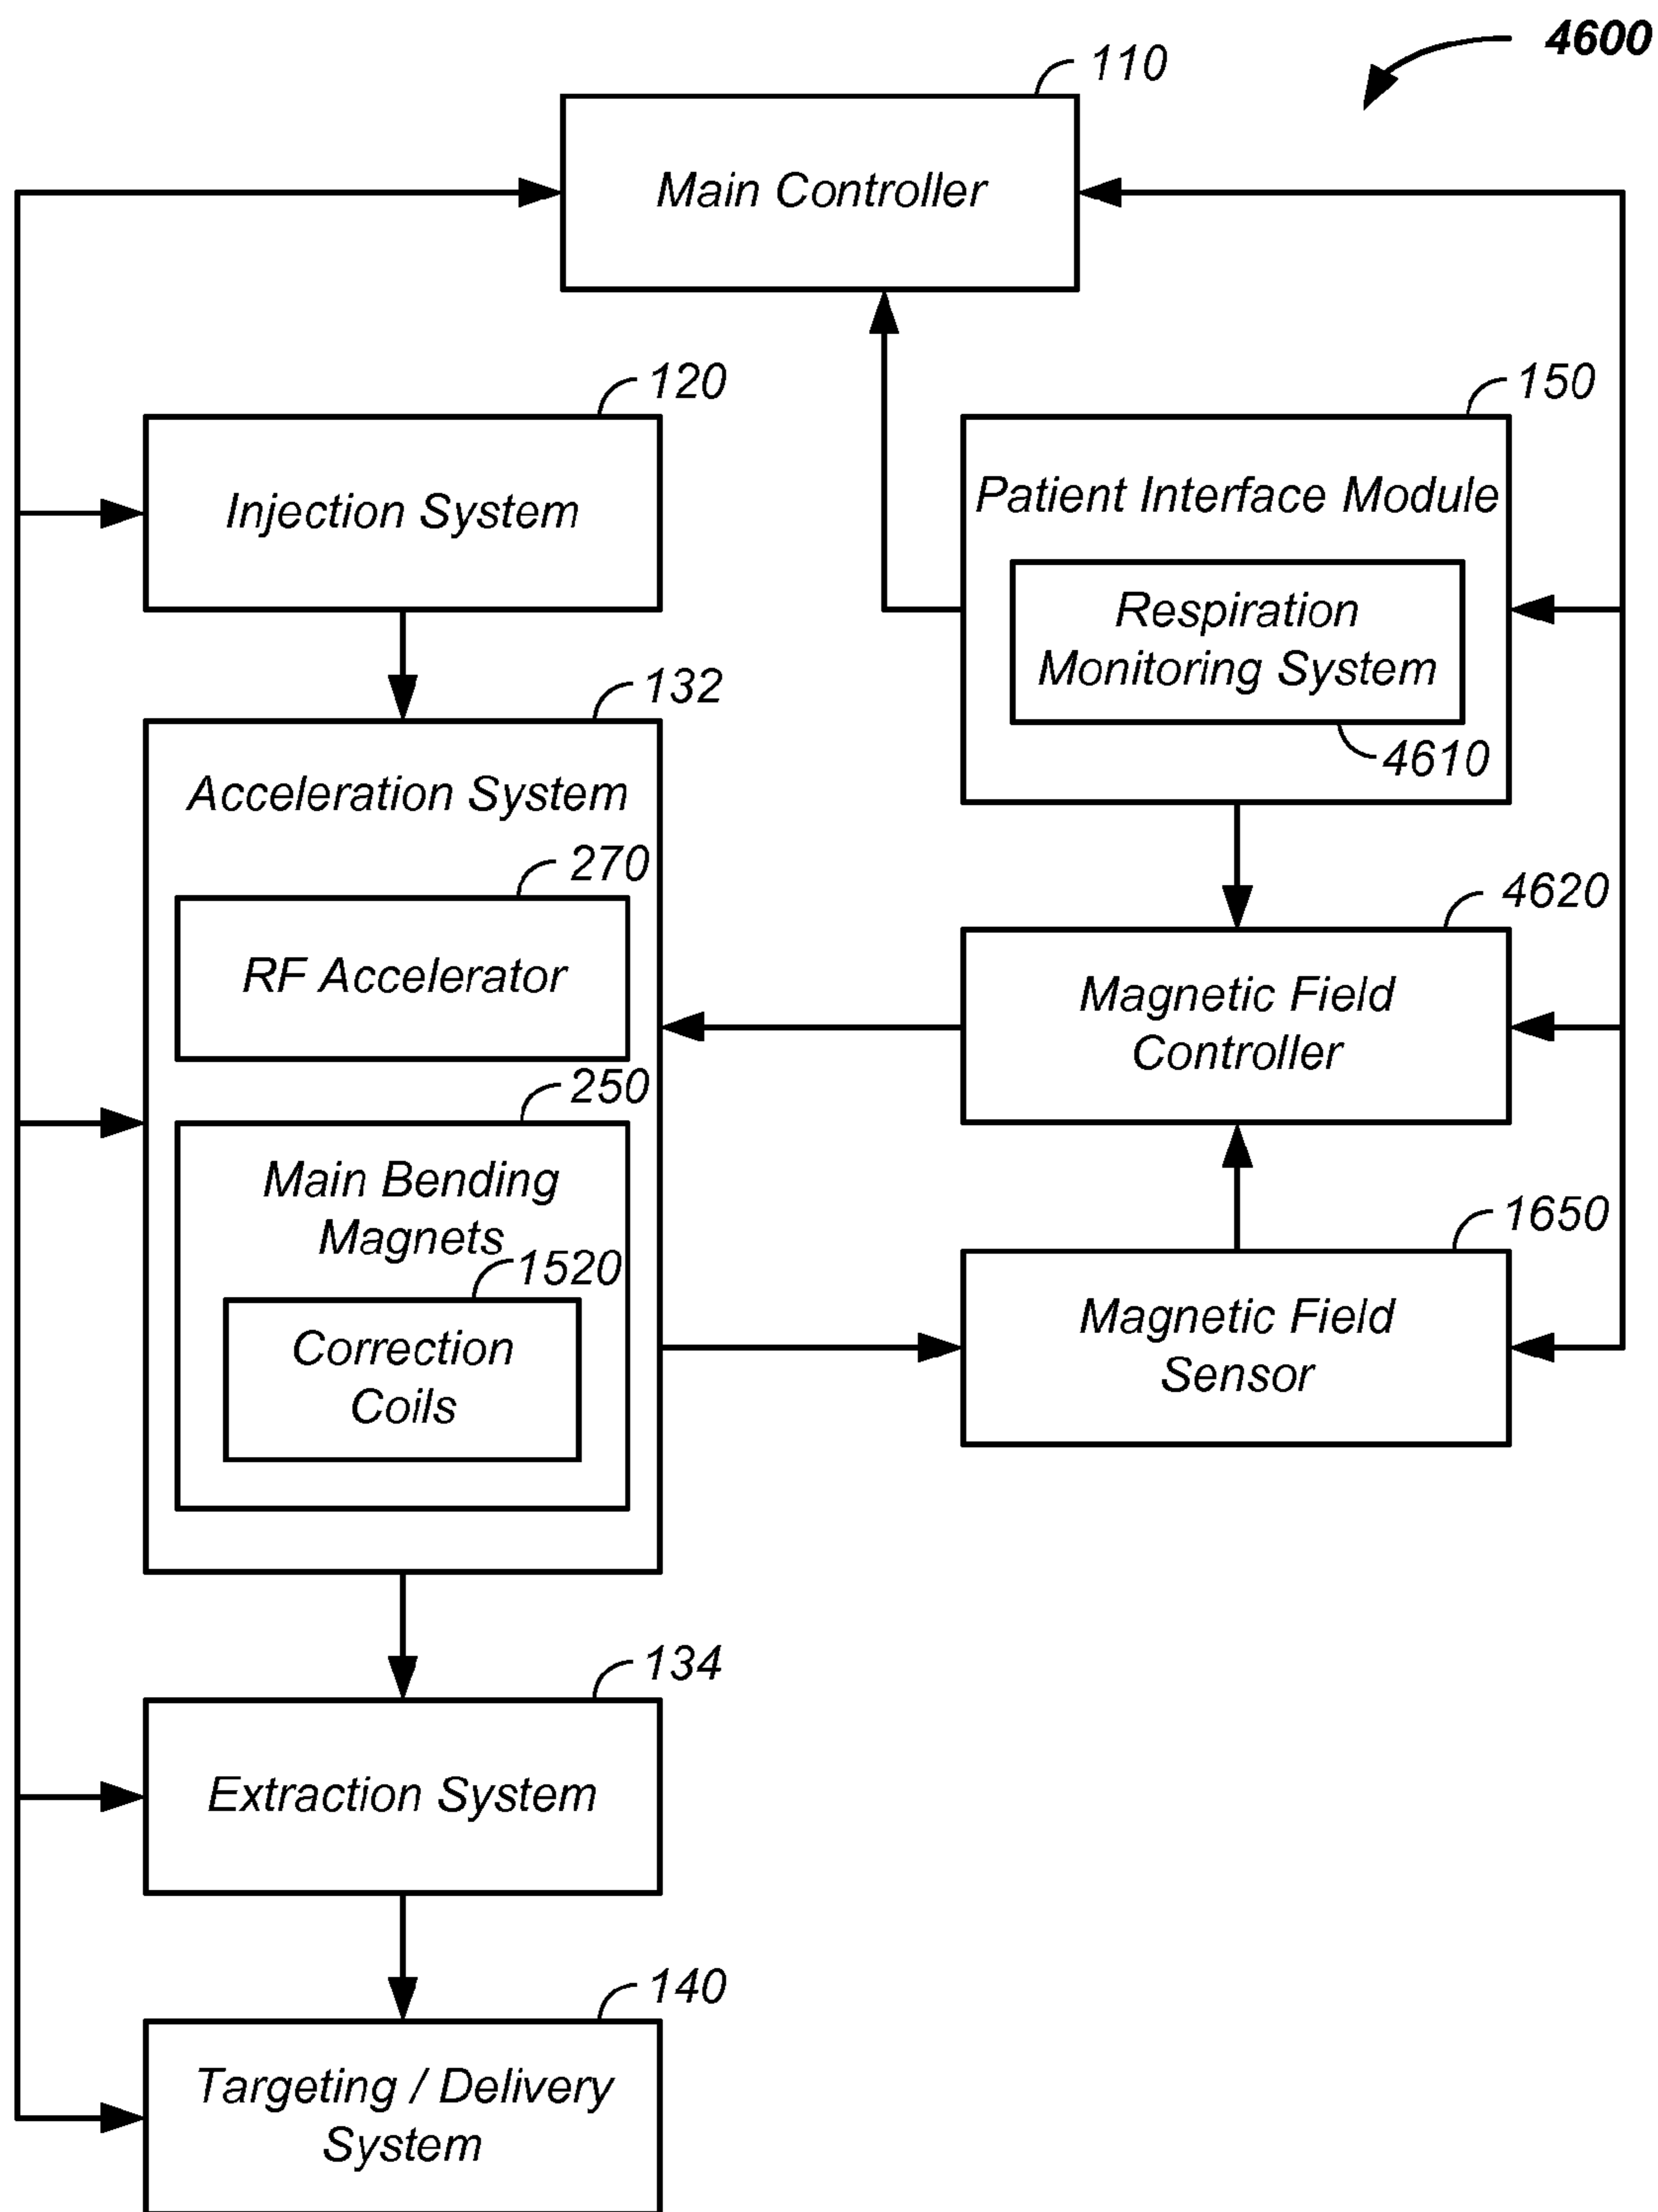 4600
110
Main Controller
120
Injection System
150
Patient Interface Module
Respiration
Monitoring System
4610
132
Acceleration System
270
RF Accelerator
4620
Magnetic Field
Controller
250
Main Bending
Magnets
1520
Correction
Coils
1650
Magnetic Field
Sensor
134
Extraction System
140
Targeting / Delivery
System